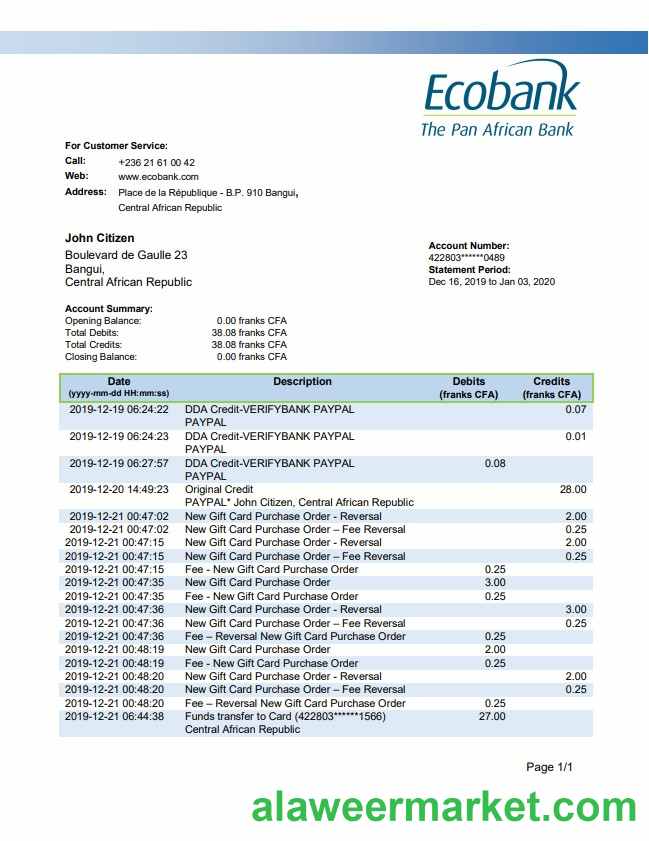 Ecobank
The Pan African Bank
For Customer Service:
Call: +236 21 61 00 42
Web: www.ecobank.com
Address: Place de la République - B.P. 910 Bangui,
Central African Republic
John Citizen
Boulevard de Gaulle 23
Bangui,
Central African Republic
Account Number:
422803******0489
Statement Period:
Dec 16, 2019 to Jan 03, 2020
Account Summary:
Opening Balance: 0.00 franks CFA
Total Debits: 38.08 franks CFA
Total Credits: 38.08 franks CFA
Closing Balance: 0.00 franks CFA
Date Description Debits Credits
(yyyy-mm-dd HH:mm:ss) (franks CFA) (franks CFA)
2019-12-19 06:24:22 DDA Credit-VERIFYBANK PAYPAL 0.07
PAYPAL
2019-12-19 06:24:23 DDA Credit-VERIFYBANK PAYPAL 0.01
PAYPAL
2019-12-19 06:27:57 DDA Credit-VERIFYBANK PAYPAL 0.08
PAYPAL
2019-12-20 14:49:23 Original Credit 28.00
PAYPAL* John Citizen, Central African Republic
2019-12-21 00:47:02 New Gift Card Purchase Order - Reversal 2.00
2019-12-21 00:47:02 New Gift Card Purchase Order – Fee Reversal 0.25
2019-12-21 00:47:15 New Gift Card Purchase Order - Reversal 2.00
2019-12-21 00:47:15 New Gift Card Purchase Order – Fee Reversal 0.25
2019-12-21 00:47:15 Fee - New Gift Card Purchase Order 0.25
2019-12-21 00:47:35 New Gift Card Purchase Order 3.00
2019-12-21 00:47:35 Fee - New Gift Card Purchase Order 0.25
2019-12-21 00:47:36 New Gift Card Purchase Order - Reversal 3.00
2019-12-21 00:47:36 New Gift Card Purchase Order – Fee Reversal 0.25
2019-12-21 00:47:36 Fee – Reversal New Gift Card Purchase Order 0.25
2019-12-21 00:48:19 New Gift Card Purchase Order 2.00
2019-12-21 00:48:19 Fee - New Gift Card Purchase Order 0.25
2019-12-21 00:48:20 New Gift Card Purchase Order - Reversal 2.00
2019-12-21 00:48:20 New Gift Card Purchase Order – Fee Reversal 0.25
2019-12-21 00:48:20 Fee – Reversal New Gift Card Purchase Order 0.25
2019-12-21 06:44:38 Funds transfer to Card (422803******1566) 27.00
Central African Republic
Page 1/1
alaweermarket.com